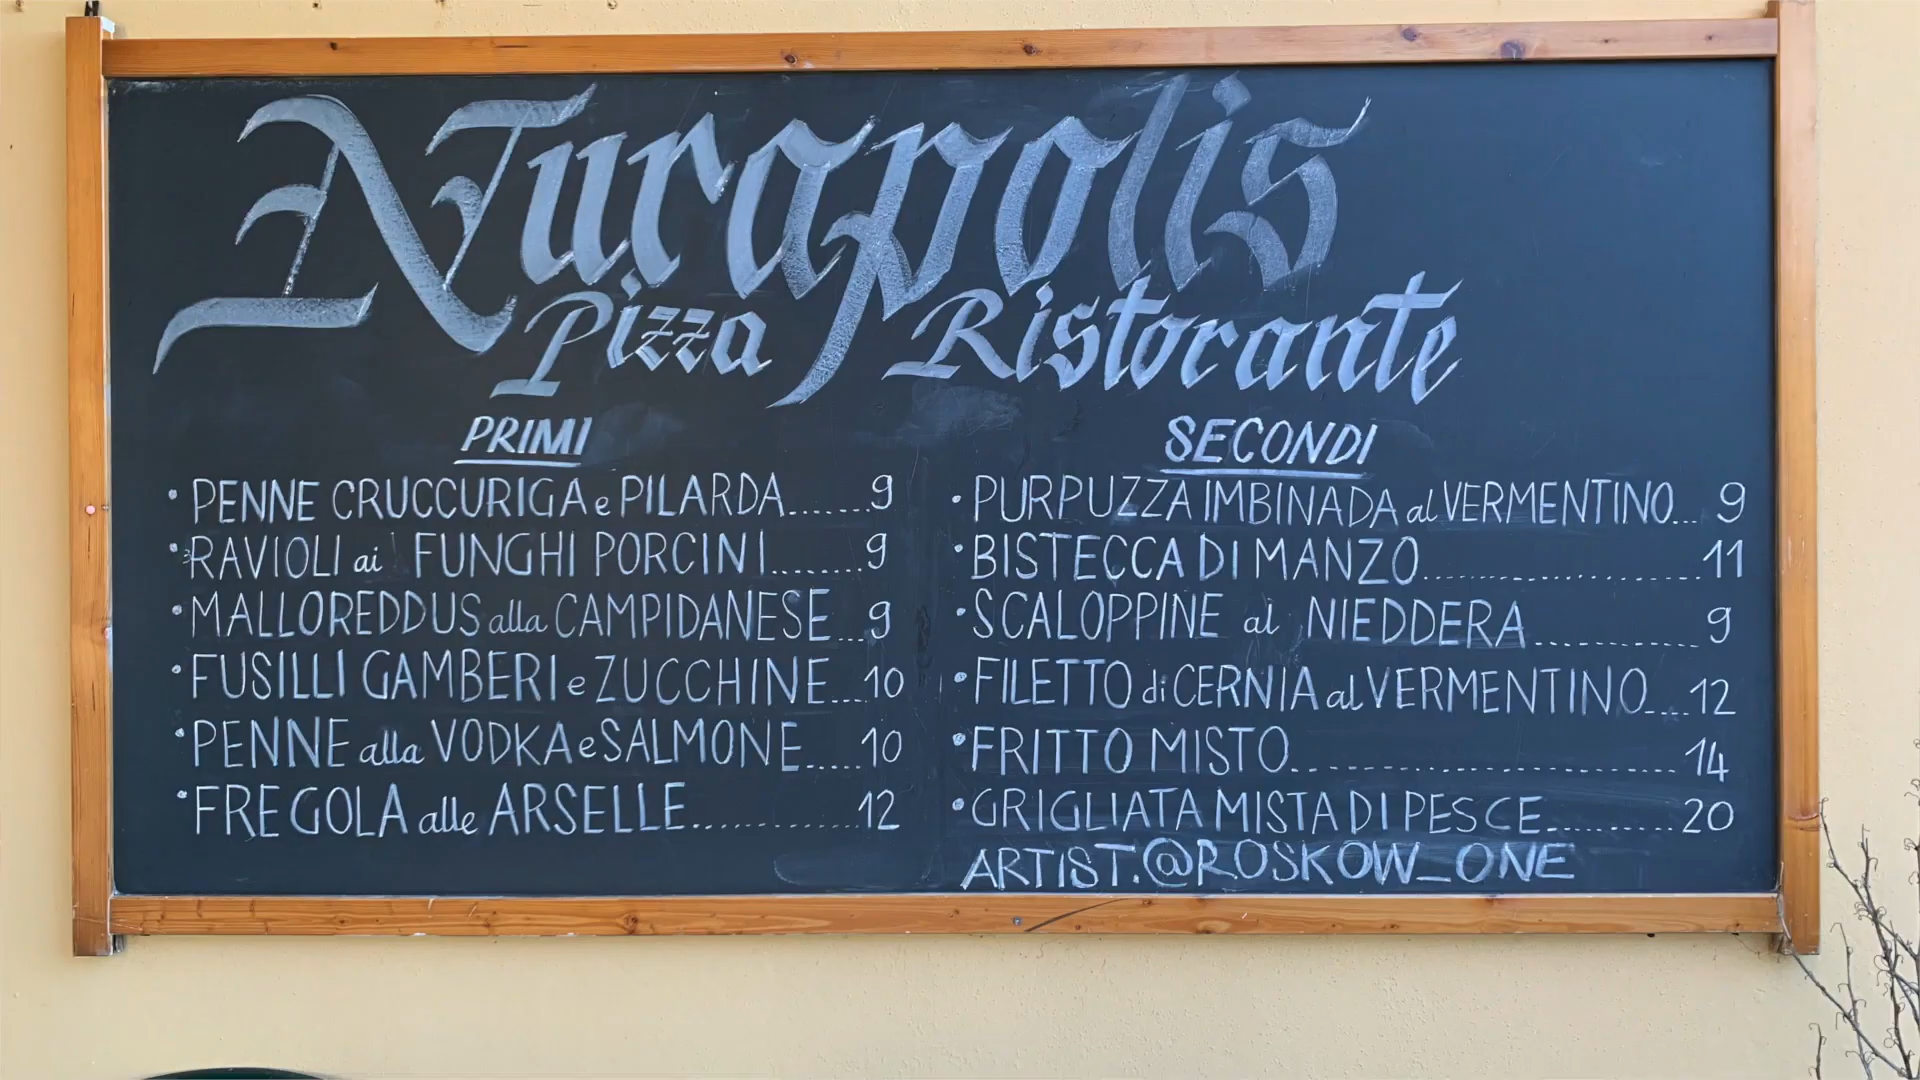 Nurapolis
Pizza Ristorante
PRIMI
• PENNE CRUCCURIGA e PILARDA.......9
• RAVIOLI ai FUNGHI PORCINI........9
• MALLOREDDUS alla CAMPIDANESE...9
• FUSILLI GAMBERI e ZUCCHINE...10
• PENNE alla VODKA e SALMONE.....10
• FREGOLA alle ARSELLE..............12
SECONDI
• PURPUZZA IMBINADA al VERMENTINO... 9
• BISTECCA DI MANZO......................11
• SCALOPPINE al NIEDDERA............9
• FILETTO di CERNIA al VERMENTINO....12
• FRITTO MISTO..............................14
• GRIGLIATA MISTA DI PESCE..........20
ARTIST.@ROSKOW_ONE